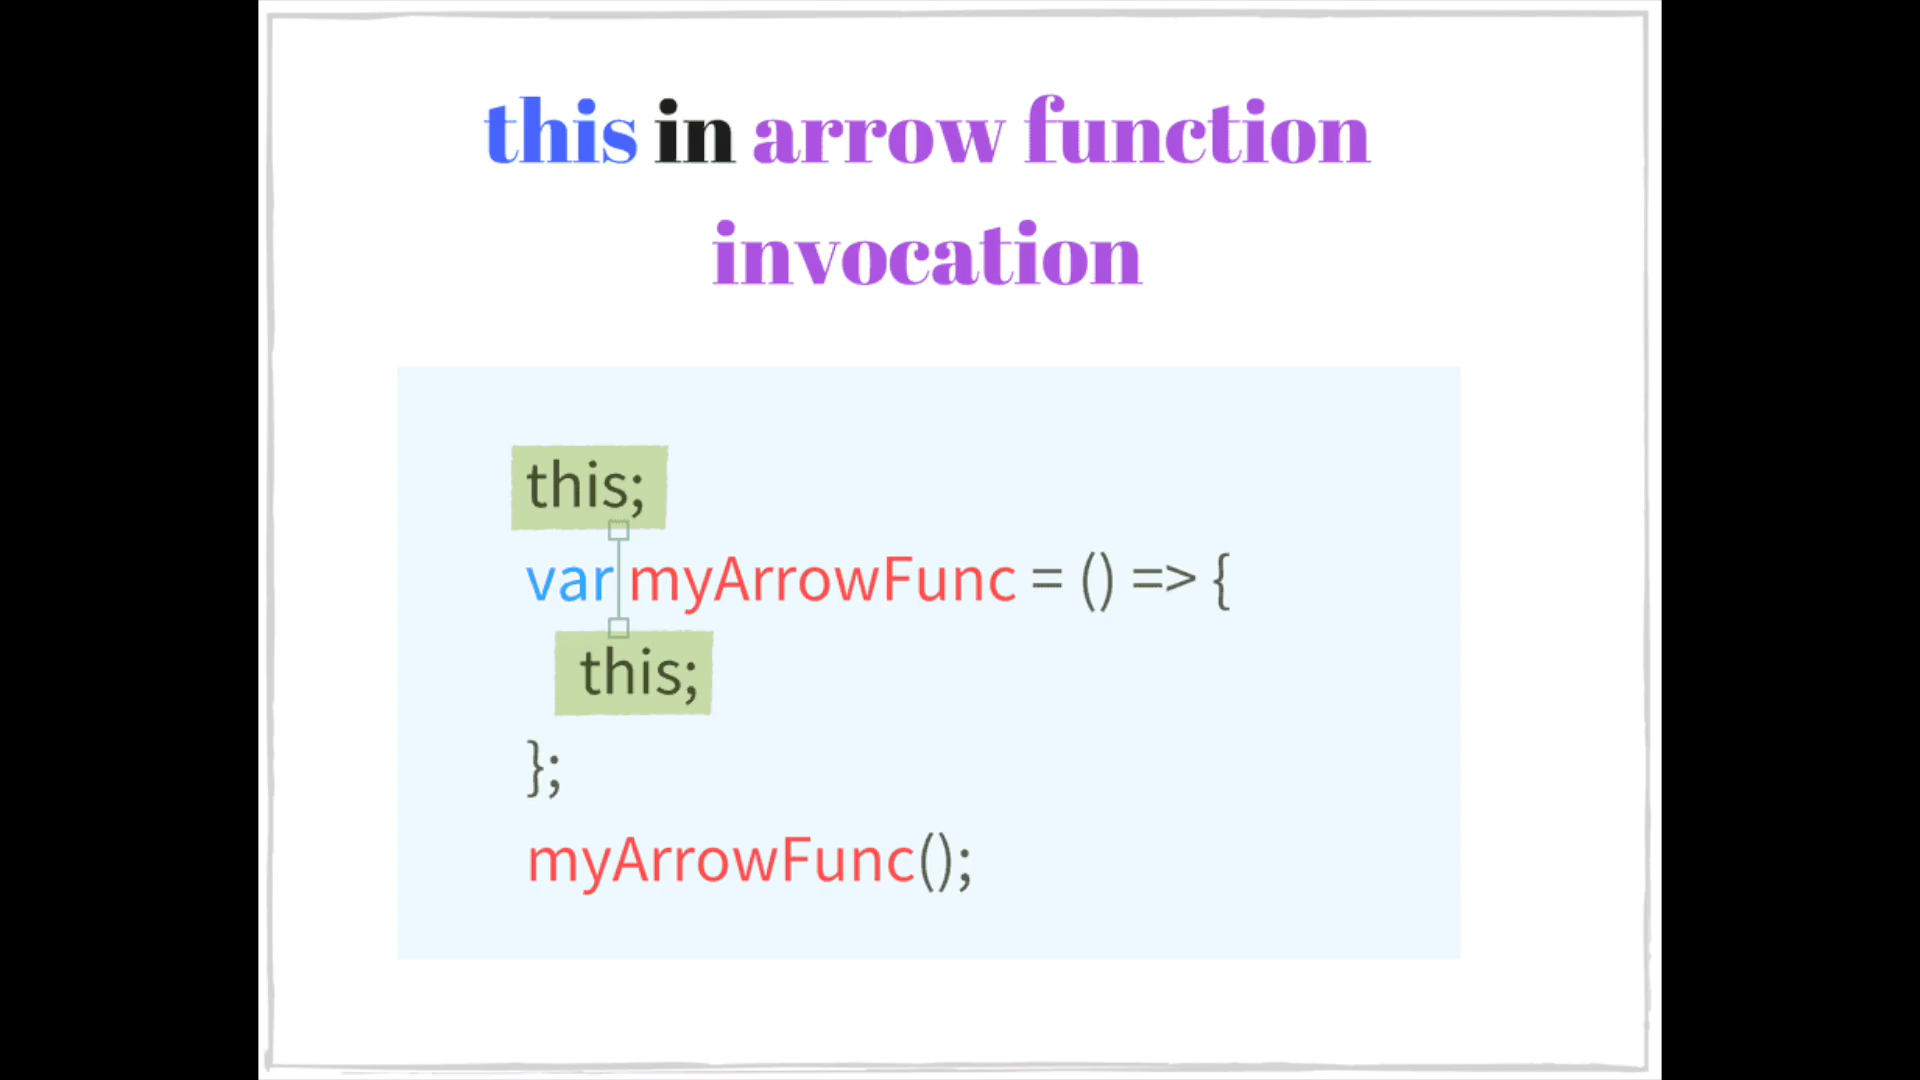 this in arrow function
invocation
this;
var myArrowFunc = () => {
this;
};
myArrowFunc();